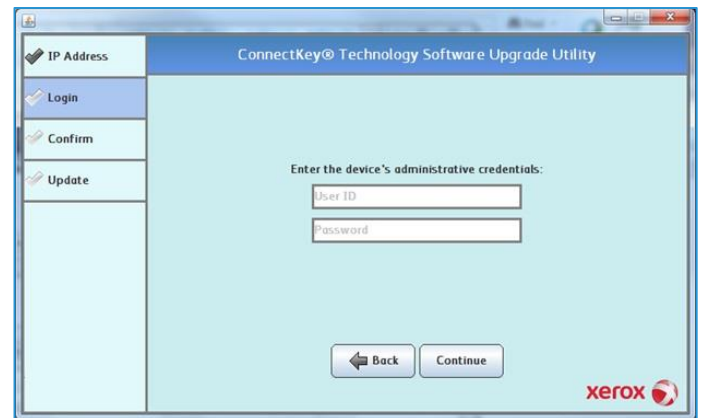 IP Address
ConnectKey® Technology Software Upgrade Utility
Login
Confirm
Update
Enter the device's administrative credentials:
User ID
Password
Back
Continue
xerox